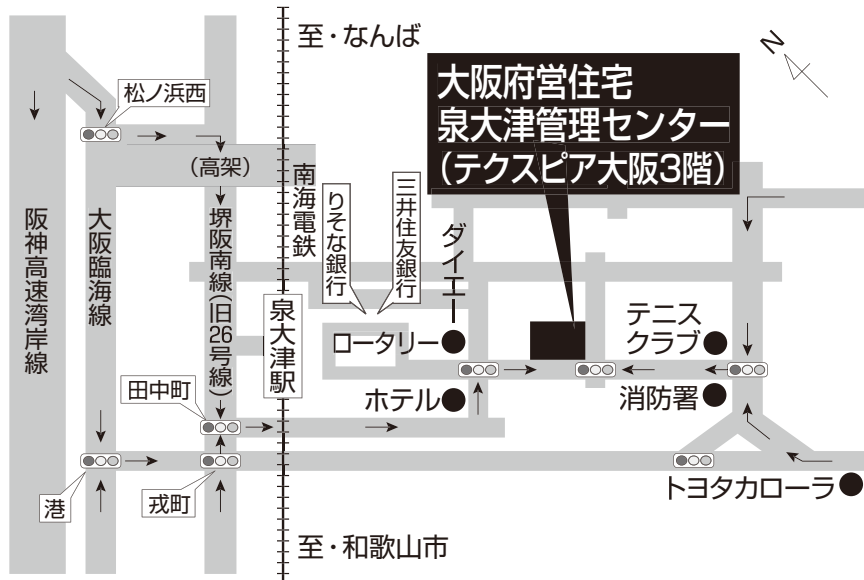 至・なんば
N
大阪府営住宅
泉大津管理センター
(テクスピア大阪3階)
松ノ浜西
(高架)
南海電鉄
阪神高速湾岸線
大阪臨海線
堺阪南線(旧26号線)
りそな銀行
三井住友銀行
ダイエー
泉大津駅
ロータリー
テニス
クラブ
田中町
ホテル
消防署
港
戎町
トヨタカローラ
至・和歌山市